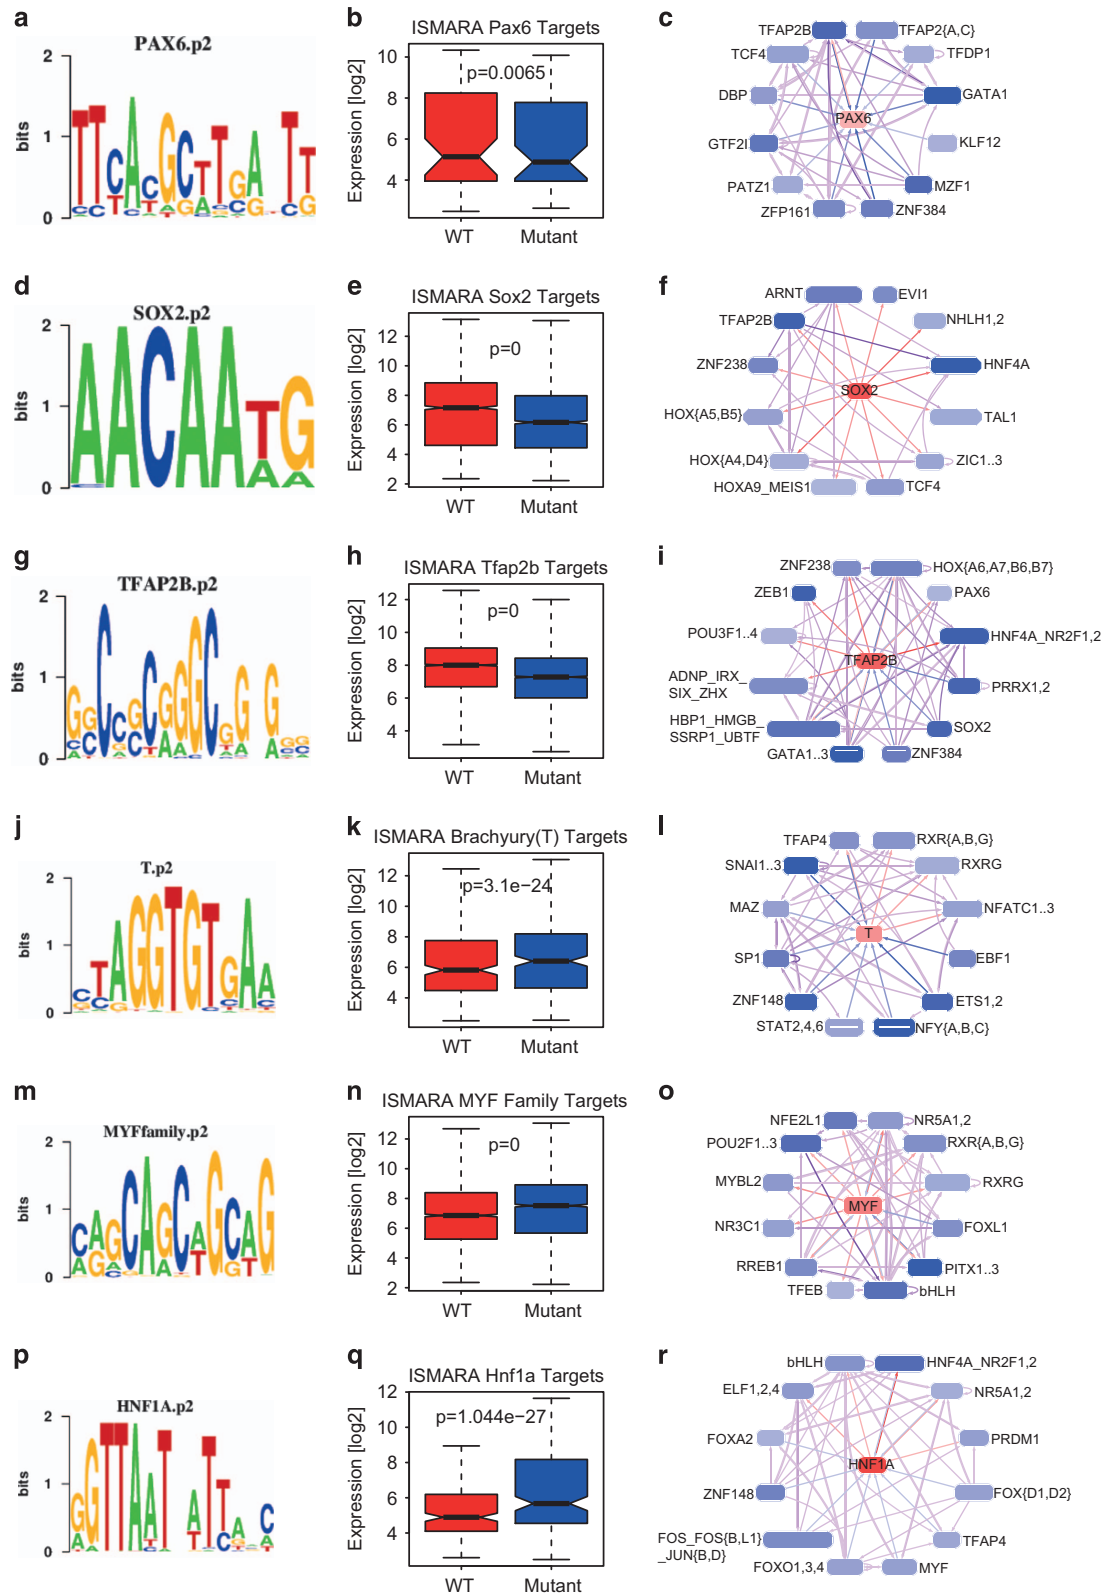 a
PAX6.p2
bits
2
1
0
b
ISMARA Pax6 Targets
Expression [log2]
10
8
6
4
p=0.0065
WT
Mutant
c
TFAP2B
TFAP2{A,C}
TCF4
TFDP1
DBP
GATA1
PAX6
GTF2I
KLF12
PATZ1
MZF1
ZFP161
ZNF384
d
SOX2.p2
bits
2
1
0
AACAATG
e
ISMARA Sox2 Targets
Expression [log2]
12
10
8
6
4
2
p=0
WT
Mutant
f
ARNT
EVI1
TFAP2B
NHLH1,2
ZNF238
HNF4A
SOX2
HOX{A5,B5}
TAL1
HOX{A4,D4}
ZIC1..3
HOXA9_MEIS1
TCF4
g
TFAP2B.p2
bits
2
1
0
h
ISMARA Tfap2b Targets
Expression [log2]
12
10
8
6
4
p=0
WT
Mutant
i
ZNF238
HOX{A6,A7,B6,B7}
ZEB1
PAX6
POU3F1..4
HNF4A_NR2F1,2
TFAP2B
ADNP_IRX_
SIX_ZHX
PRRX1,2
HBP1_HMGB_
SSRP1_UBTF
SOX2
GATA1..3
ZNF384
j
T.p2
bits
2
1
0
k
ISMARA Brachyury(T) Targets
Expression [log2]
12
10
8
6
4
p=3.1e−24
WT
Mutant
l
TFAP4
RXR{A,B,G}
SNAI1..3
RXRG
MAZ
NFATC1..3
T
SP1
EBF1
ZNF148
ETS1,2
STAT2,4,6
NFY{A,B,C}
m
MYFfamily.p2
bits
2
1
0
n
ISMARA MYF Family Targets
Expression [log2]
12
10
8
6
4
2
p=0
WT
Mutant
o
NFE2L1
NR5A1,2
POU2F1..3
RXR{A,B,G}
MYBL2
RXRG
MYF
NR3C1
FOXL1
RREB1
PITX1..3
TFEB
bHLH
p
HNF1A.p2
bits
2
1
0
q
ISMARA Hnf1a Targets
Expression [log2]
12
10
8
6
4
p=1.044e−27
WT
Mutant
r
bHLH
HNF4A_NR2F1,2
ELF1,2,4
NR5A1,2
FOXA2
PRDM1
HNF1A
ZNF148
FOX{D1,D2}
FOS_FOS{B,L1}
_JUN{B,D}
TFAP4
FOXO1,3,4
MYF